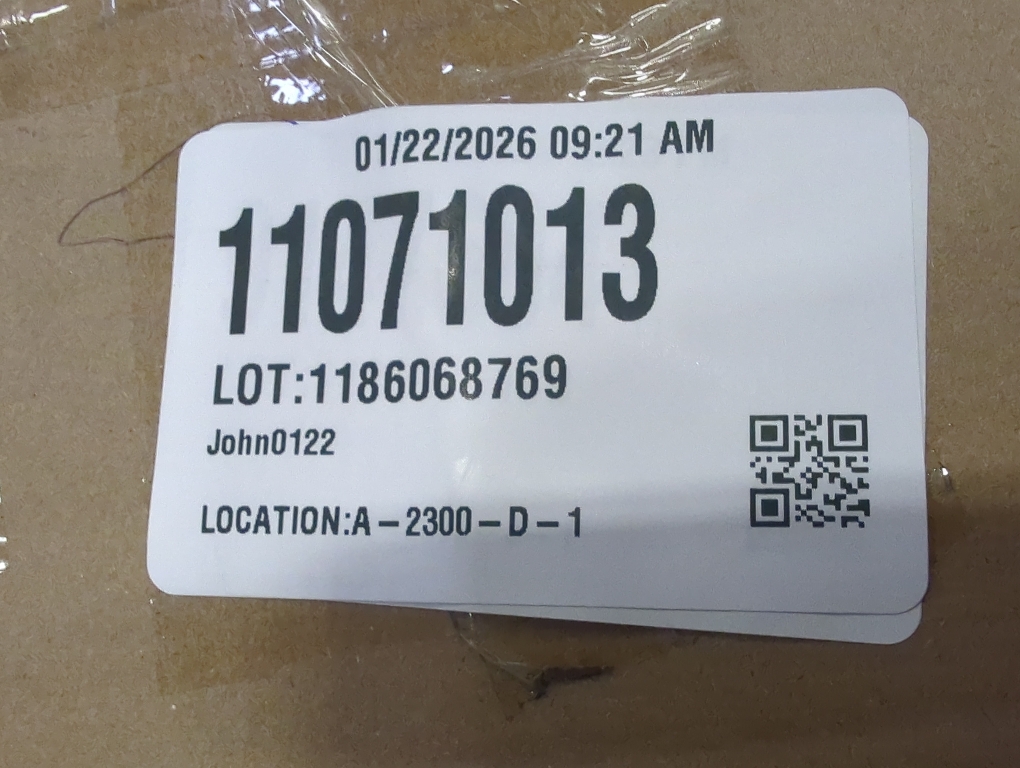 01/22/2026 09:21 AM
11071013
LOT:1186068769
John0122
LOCATION:A-2300-D-1